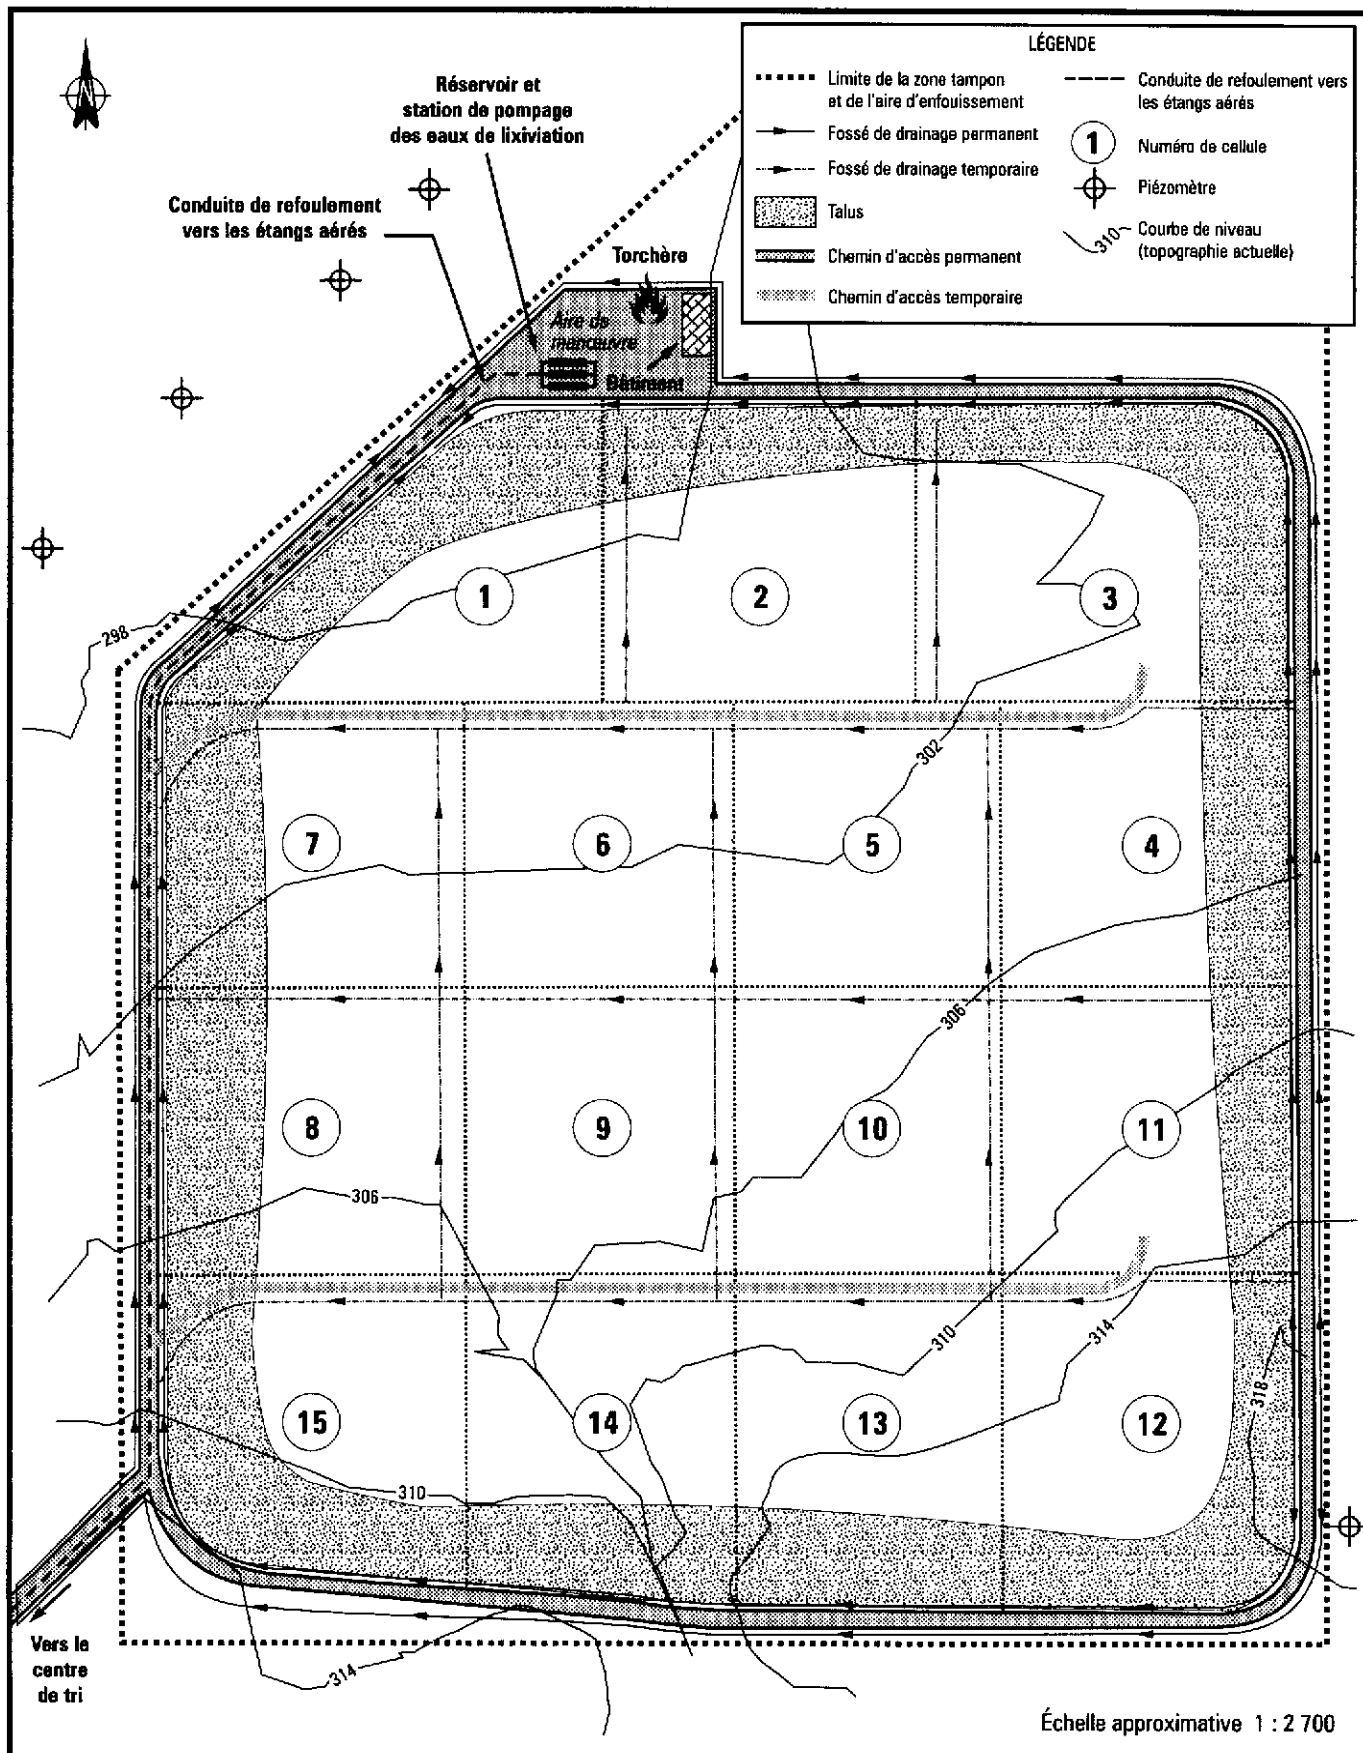 LÉGENDE
Limite de la zone tampon
et de l'aire d'enfouissement
Fossé de drainage permanent
Fossé de drainage temporaire
Talus
Chemin d'accès permanent
Chemin d'accès temporaire
Conduite de refoulement vers
les étangs aérés
1
Numéro de cellule
Piézomètre
310
Courbe de niveau
(topographie actuelle)
Réservoir et
station de pompage
des eaux de lixiviation
Conduite de refoulement
vers les étangs aérés
Torchère
Aire de
manœuvre
Bâtiment
1
2
3
298
302
7
6
5
4
306
8
9
10
11
306
310
314
318
15
14
13
12
310
314
Vers le
centre
de tri
Échelle approximative 1 : 2 700